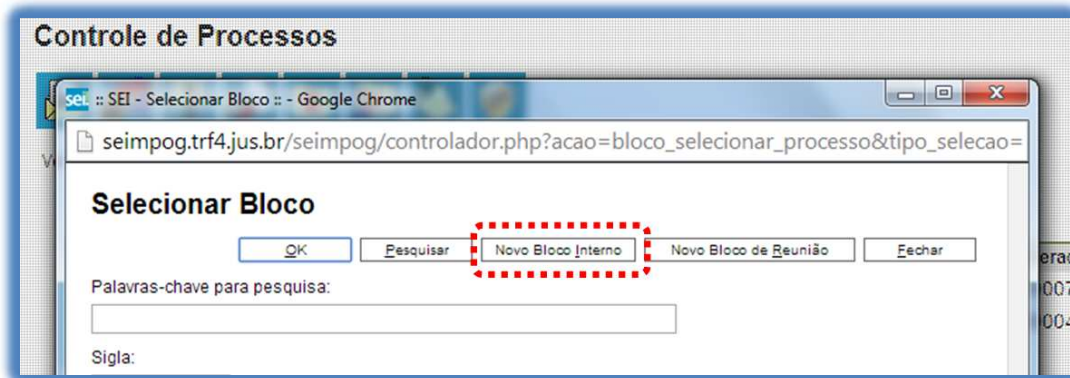 Controle de Processos
sei. :: SEI - Selecionar Bloco :: - Google Chrome
seimpog.trf4.jus.br/seimpog/controlador.php?acao=bloco_selecionar_processo&tipo_selecao=
Selecionar Bloco
OK Pesquisar Novo Bloco Interno Novo Bloco de Reunião Fechar
Palavras-chave para pesquisa:
Sigla: